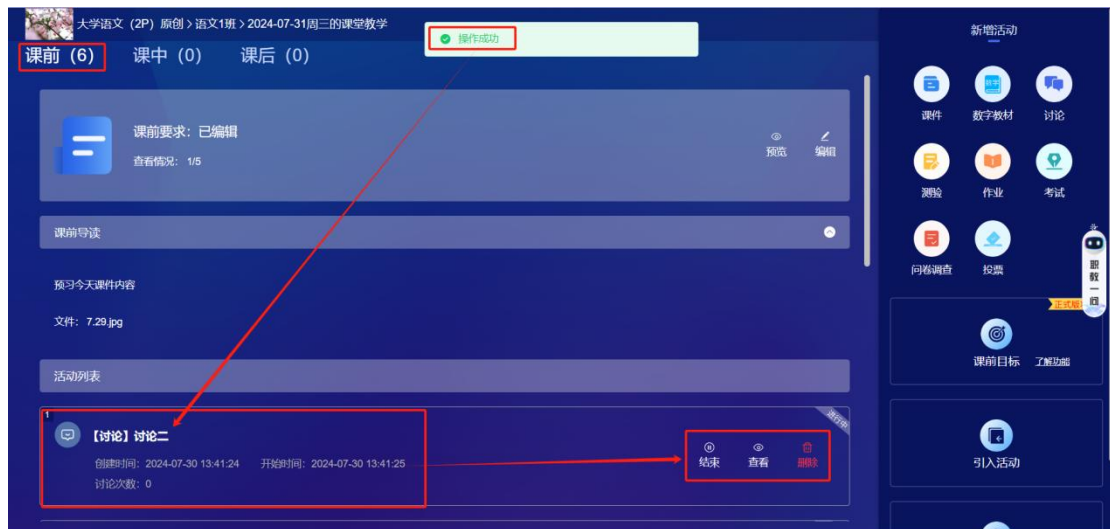 大学语文（2P）原创 > 语文1班 > 2024-07-31周三的课堂教学
操作成功
课前（6） 课中（0） 课后（0）
课前要求：已编辑
查看情况： 1/5
预览 编辑
课前导读
预习今天课件内容
文件： 7.29.jpg
活动列表
1
进行中
【讨论】讨论二
创建时间：2024-07-30 13:41:24 开始时间：2024-07-30 13:41:25
讨论次数：0
结束 查看 删除
新增活动
课件 数字教材 讨论
测验 作业 考试
问卷调查 投票
职教一问
课前目标 了解功能
引入活动